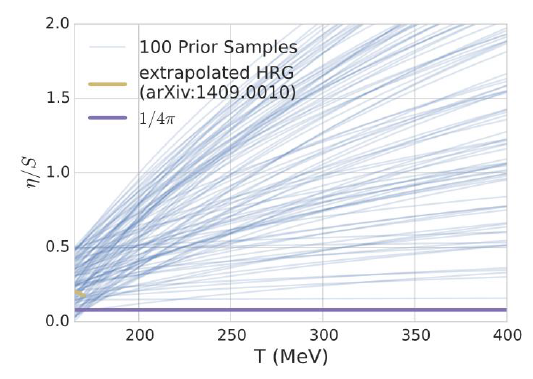 2.0
1.5
1.0
0.5
0.0
η/S
100 Prior Samples
extrapolated HRG
(arXiv:1409.0010)
1/4π
200 250 300 350 400
T (MeV)